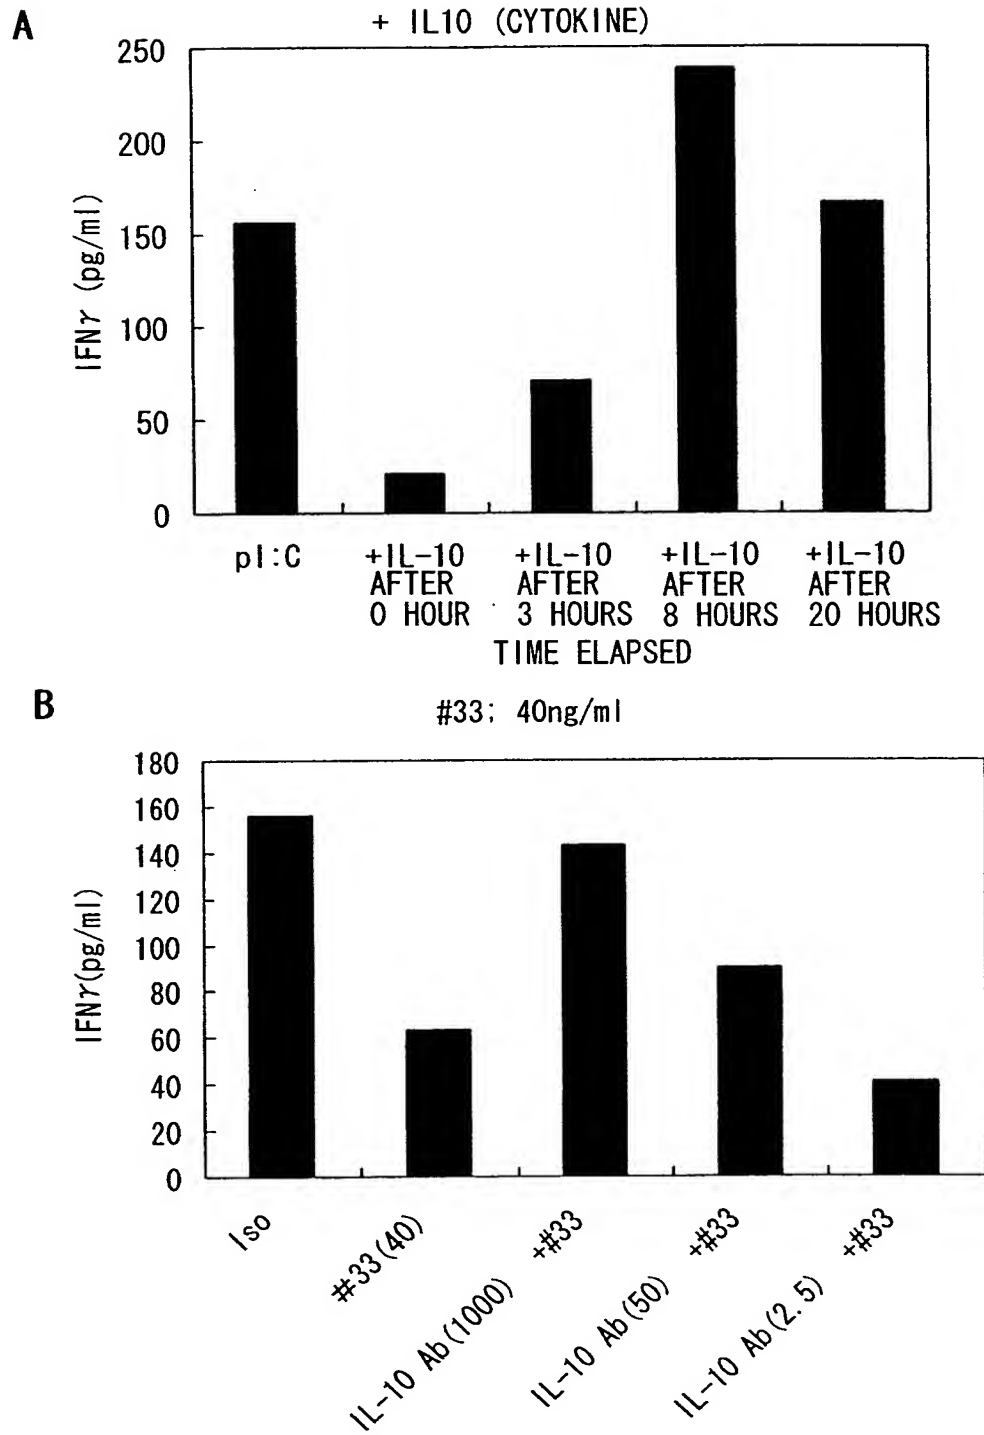 A
+ IL10 (CYTOKINE)
250
200
150
100
50
0
IFNγ (pg/ml)
pI:C
+IL-10 AFTER 0 HOUR
+IL-10 AFTER 3 HOURS
+IL-10 AFTER 8 HOURS
+IL-10 AFTER 20 HOURS
TIME ELAPSED
B
#33; 40ng/ml
180
160
140
120
100
80
60
40
20
0
IFNγ(pg/ml)
Iso
#33(40)
IL-10 Ab(1000) +#33
IL-10 Ab(50) +#33
IL-10 Ab(2.5) +#33